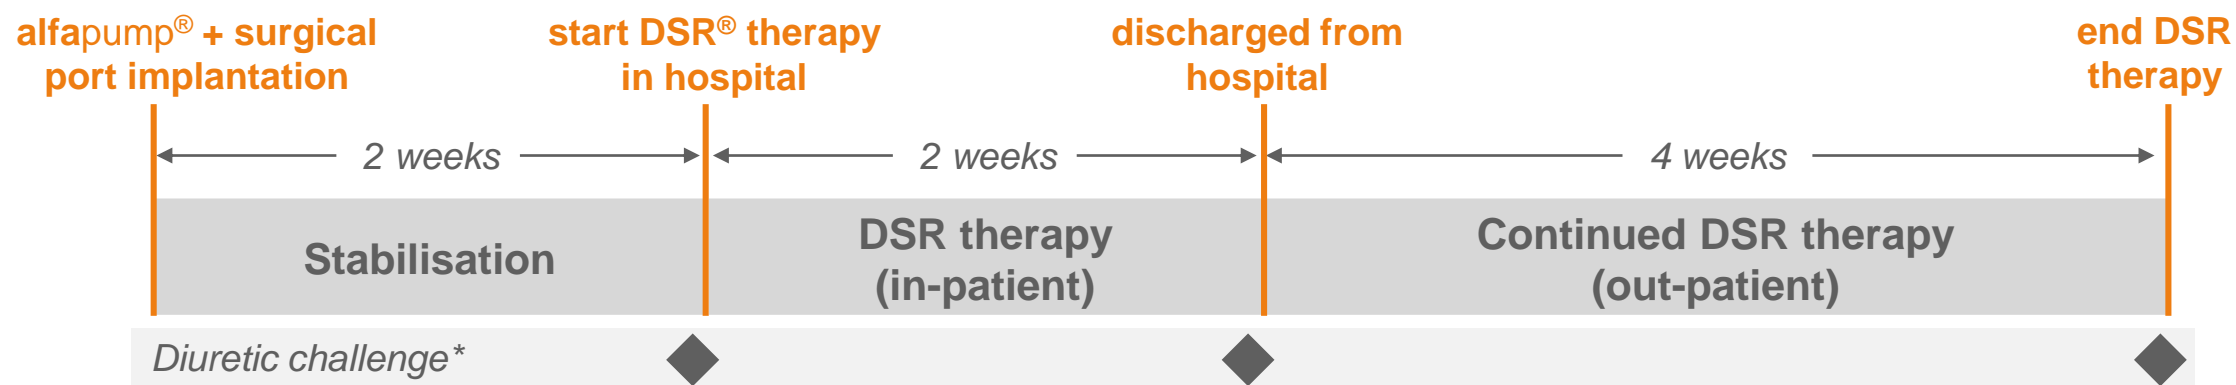 alfapump® + surgical
port implantation
start DSR® therapy
in hospital
discharged from
hospital
end DSR
therapy
2 weeks
2 weeks
4 weeks
Stabilisation
DSR therapy
(in-patient)
Continued DSR therapy
(out-patient)
Diuretic challenge*